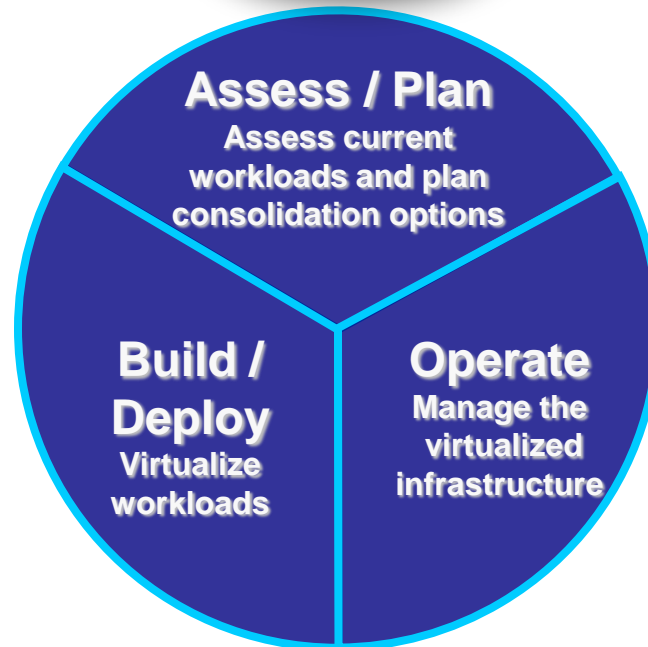 Assess / Plan
Assess current
workloads and plan
consolidation options
Build /
Deploy
Virtualize
workloads
Operate
Manage the
virtualized
infrastructure